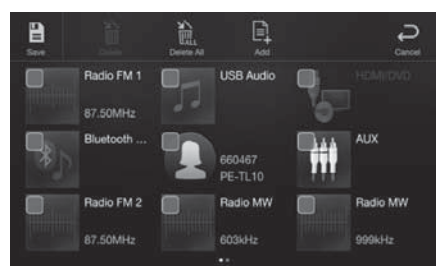 Save
Delete
ALL
Delete All
Add
Cancel
Radio FM 1
87.50MHz
USB Audio
HDMI/DVD
Bluetooth ...
660467
PE-TL10
AUX
Radio FM 2
87.50MHz
Radio MW
603kHz
Radio MW
999kHz